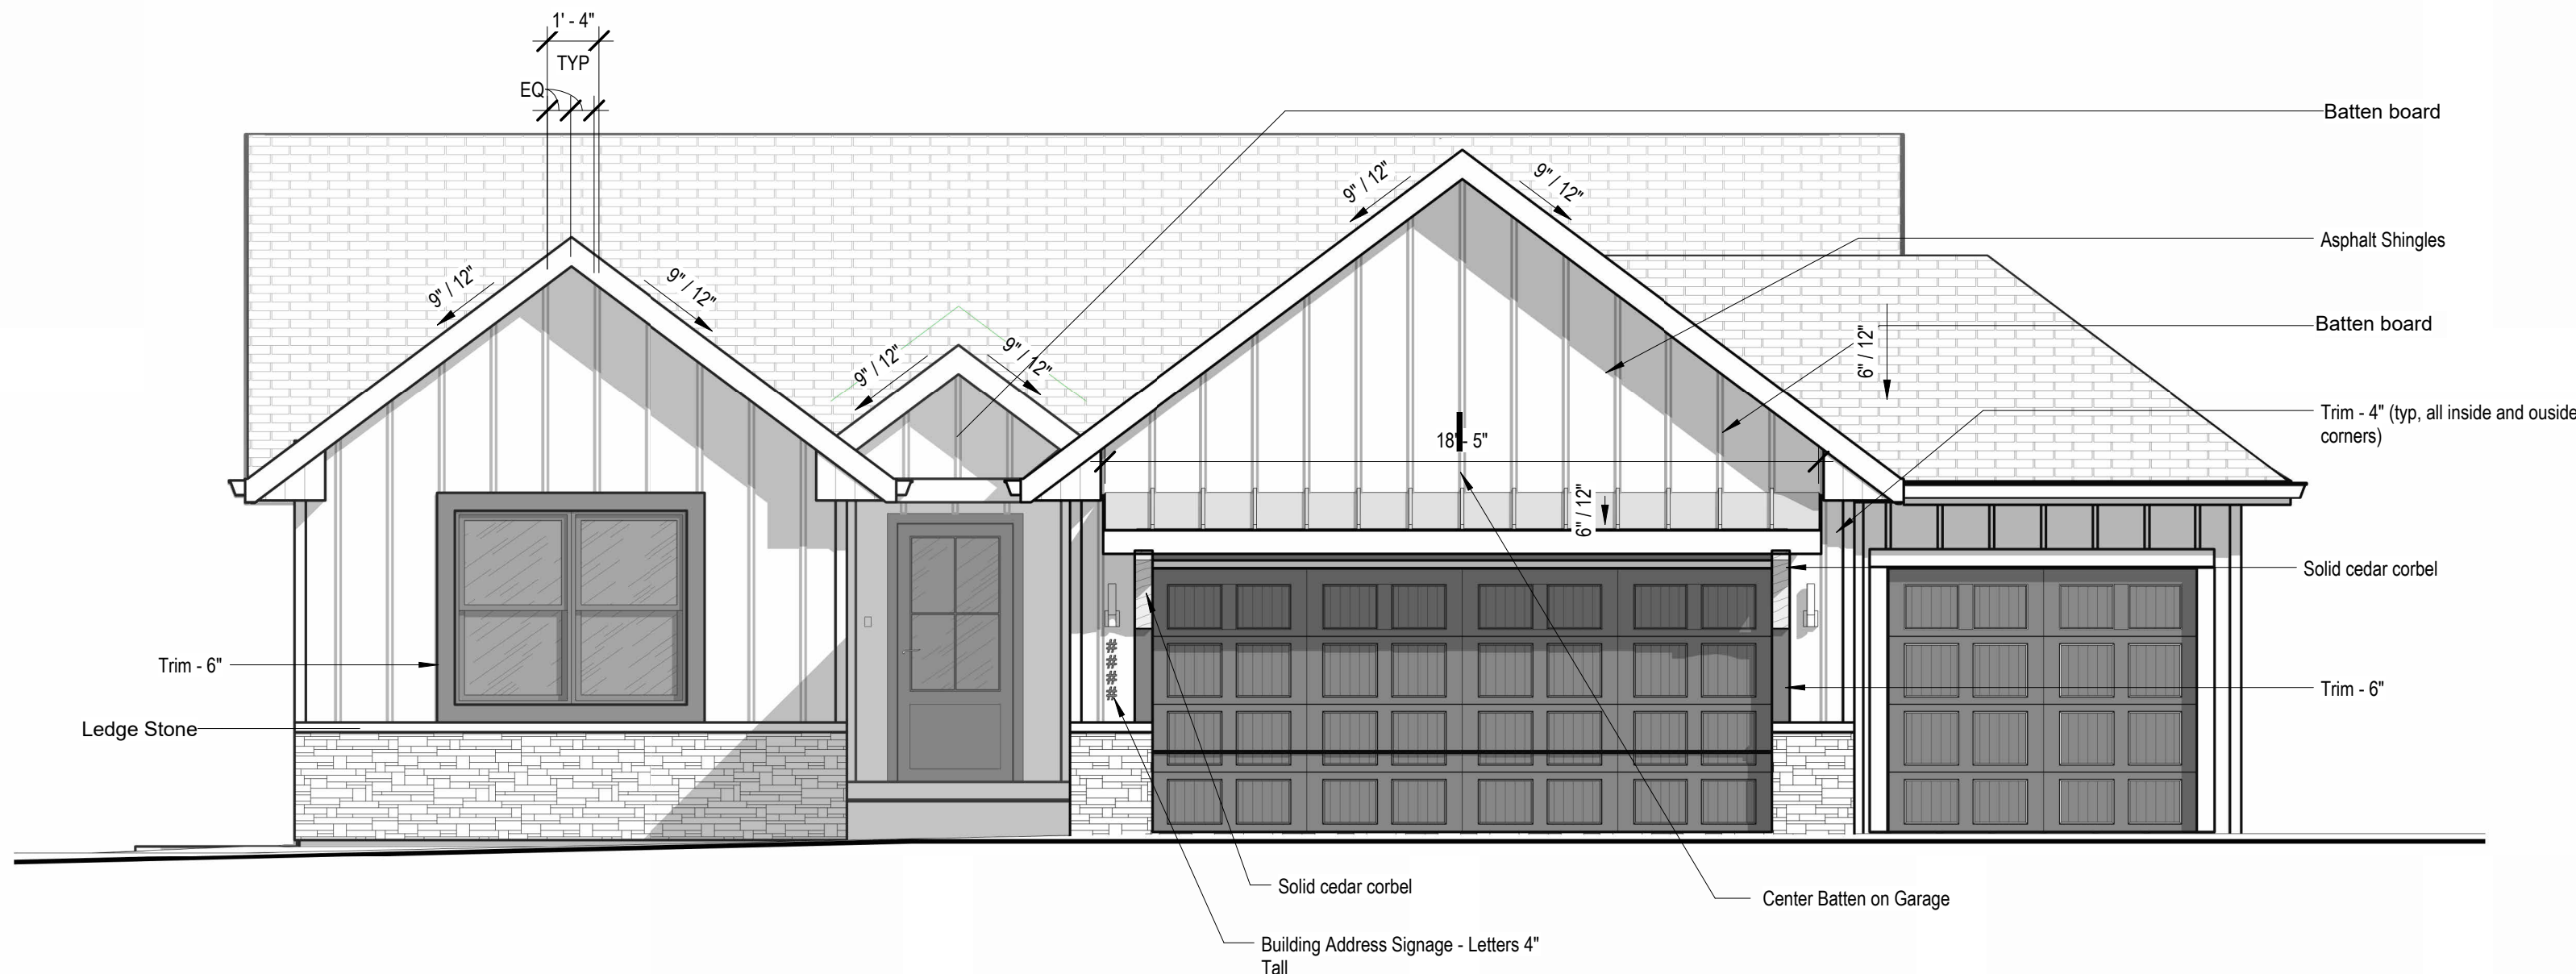 1' - 4"
TYP
EQ
Batten board
9" / 12"
9" / 12"
Asphalt Shingles
9" / 12"
9" / 12"
Batten board
6" / 12"
9" / 12"
9" / 12"
Trim - 4" (typ, all inside and ouside
corners)
18' - 5"
6" / 12"
Solid cedar corbel
#
#
#
#
Trim - 6"
Trim - 6"
Ledge Stone
Solid cedar corbel
Center Batten on Garage
Building Address Signage - Letters 4"
Tall